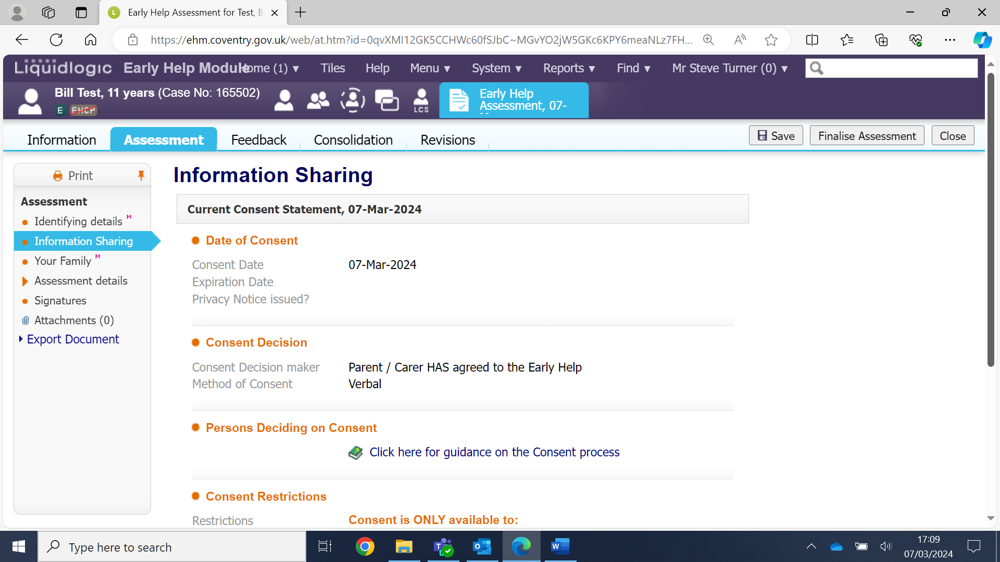 Early Help Assessment for Test, B
https://ehm.coventry.gov.uk/web/at.htm?id=0qvXMI12GK5CCHWc60fSJbC~MGvYO2jW5GKc6KPY6meaNLz7FH...
Liquidlogic Early Help Module ome (1) ▼ Tiles Help Menu ▼ System ▼ Reports ▼ Find ▼ Mr Steve Turner (0) ▼
Bill Test, 11 years (Case No: 165502)
E EHCP
LCS
Early Help
Assessment, 07-
Information Assessment Feedback Consolidation Revisions Save Finalise Assessment Close
Print
Assessment
Identifying details M
Information Sharing
Your Family M
Assessment details
Signatures
Attachments (0)
Export Document
Information Sharing
Current Consent Statement, 07-Mar-2024
Date of Consent
Consent Date 07-Mar-2024
Expiration Date
Privacy Notice issued?
Consent Decision
Consent Decision maker Parent / Carer HAS agreed to the Early Help
Method of Consent Verbal
Persons Deciding on Consent
Click here for guidance on the Consent process
Consent Restrictions
Restrictions Consent is ONLY available to:
Type here to search
17:09
07/03/2024